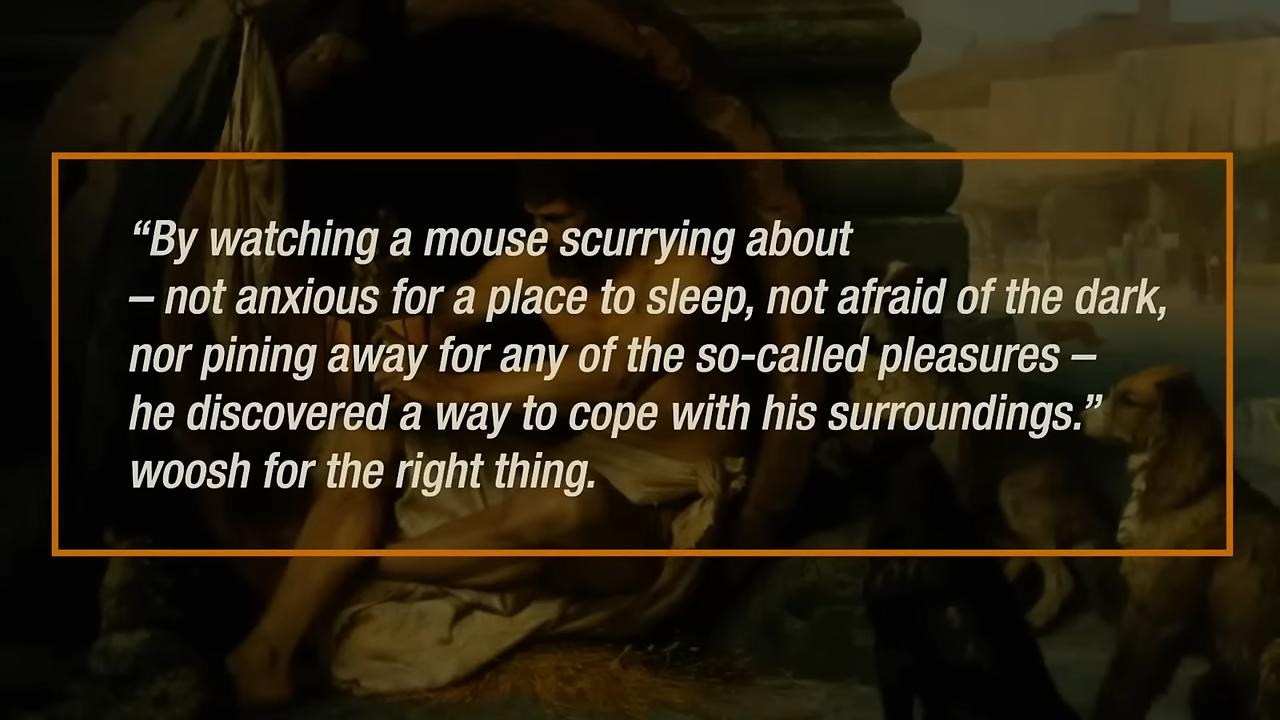 “By watching a mouse scurrying about
– not anxious for a place to sleep, not afraid of the dark,
nor pining away for any of the so-called pleasures –
he discovered a way to cope with his surroundings.”
woosh for the right thing.